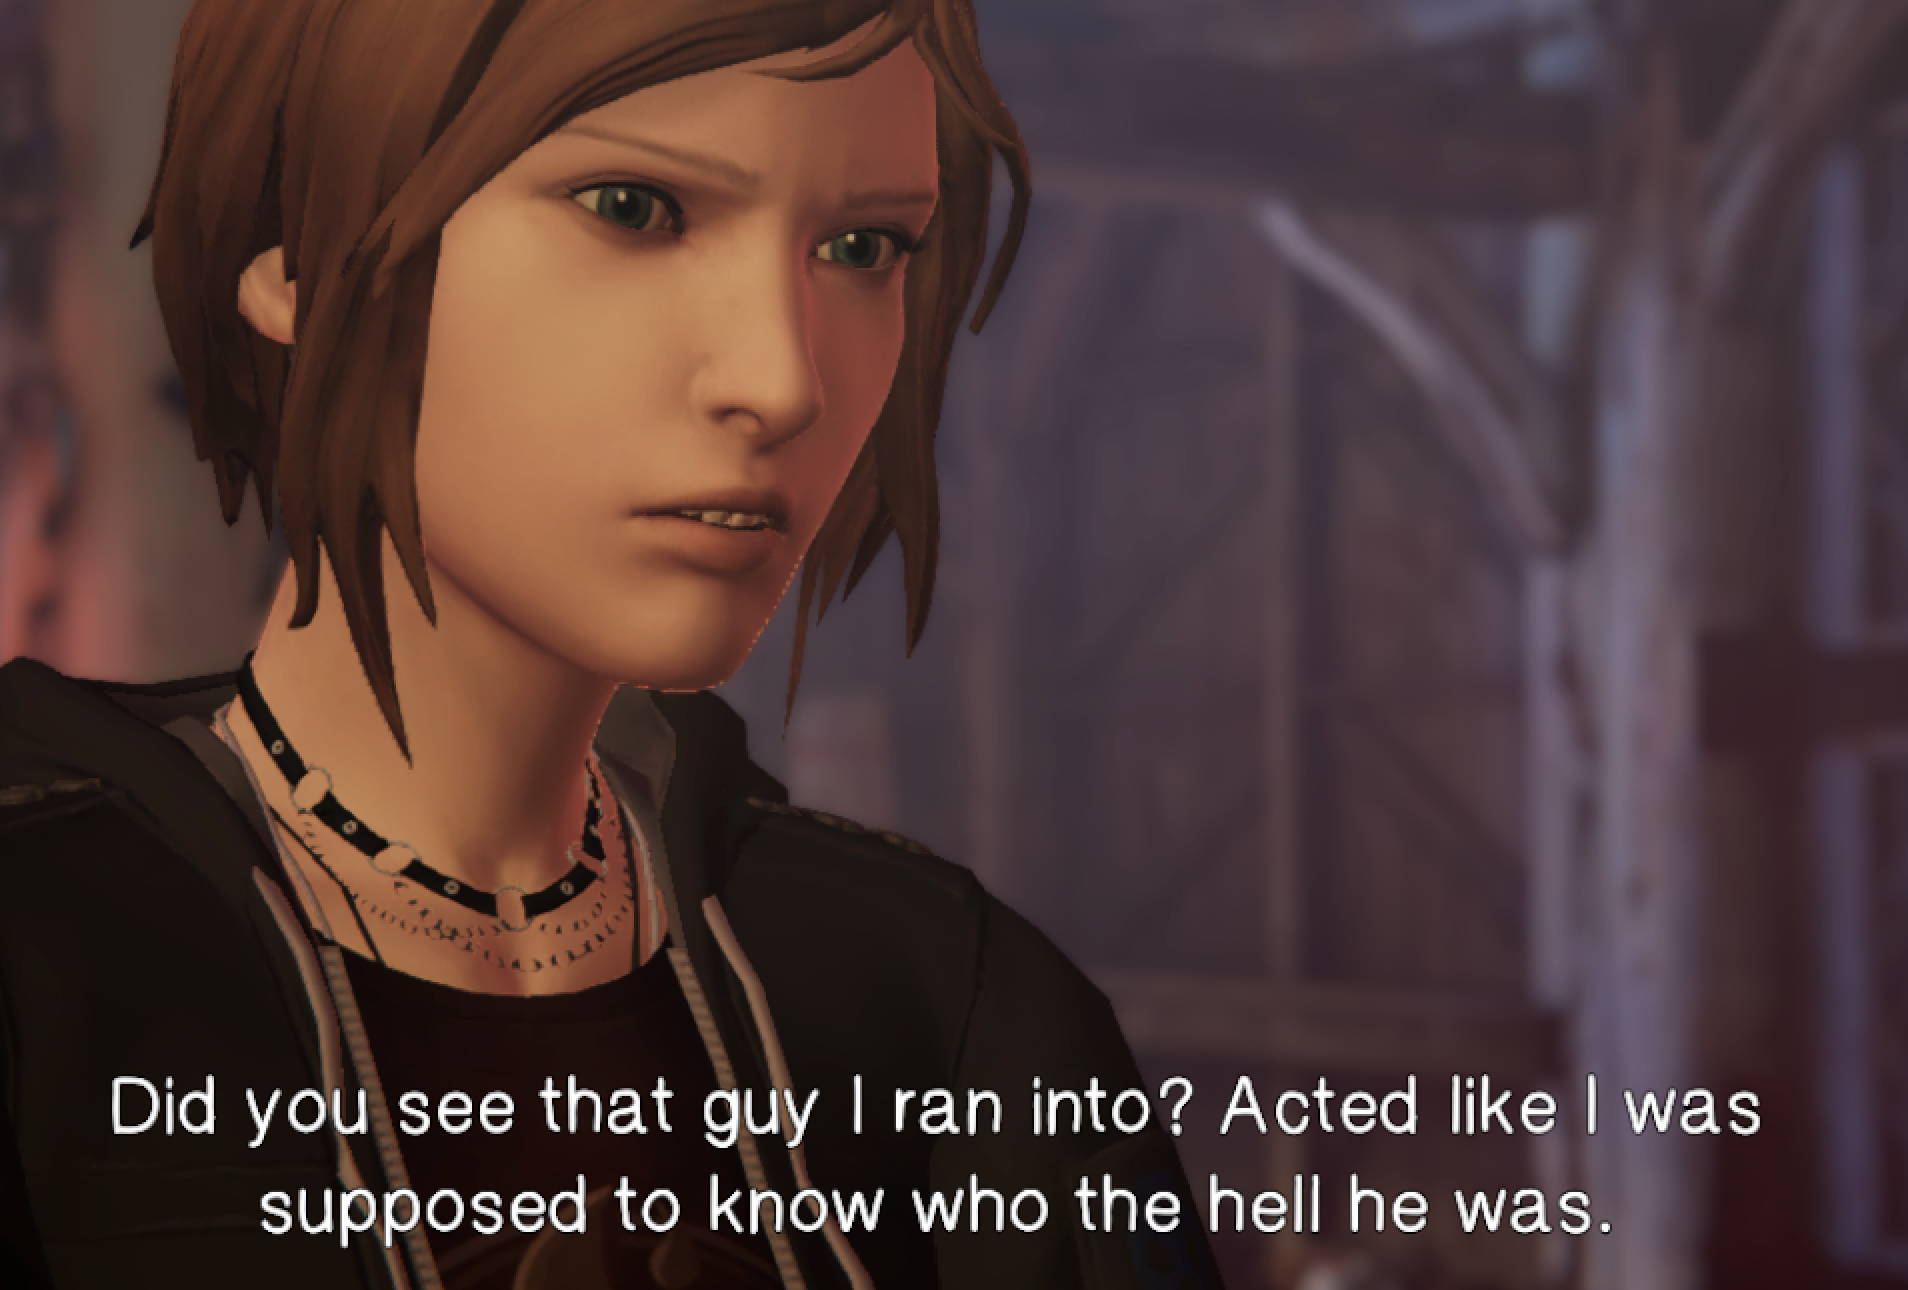 Did you see that guy I ran into? Acted like I was
supposed to know who the hell he was.